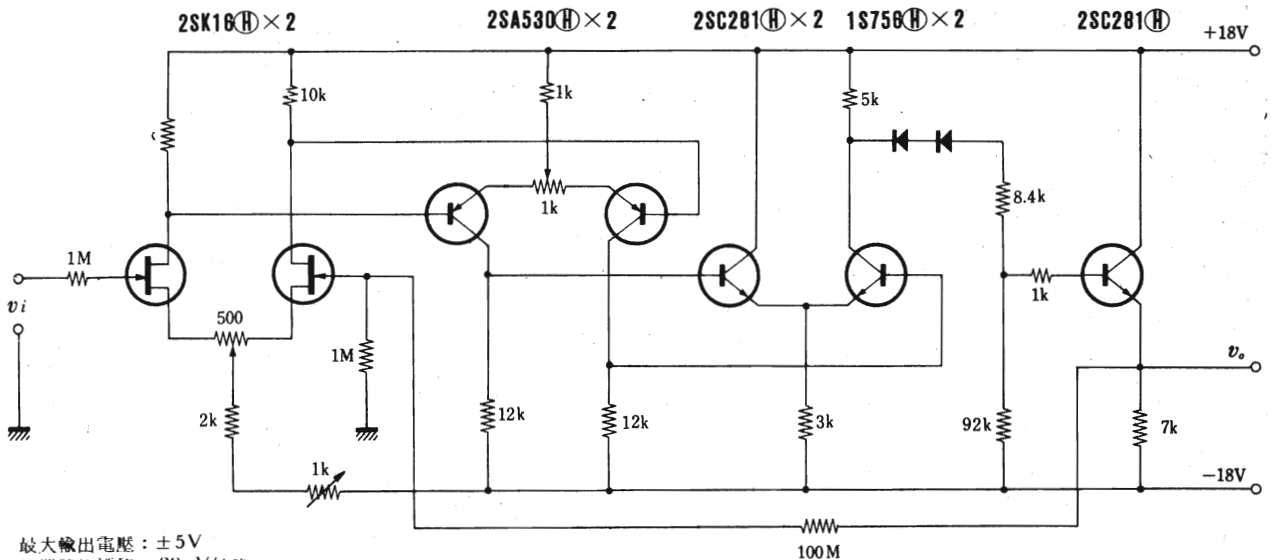 2SK16Ⓗ×2
2SA530Ⓗ×2
2SC281Ⓗ×2
1S756Ⓗ×2
2SC281Ⓗ
+18V
10k
1k
5k
1k
8.4k
1M
1k
vi
500
1M
vo
2k
12k
12k
3k
92k
7k
1k
−18V
100M
最大輸出電壓：±5V